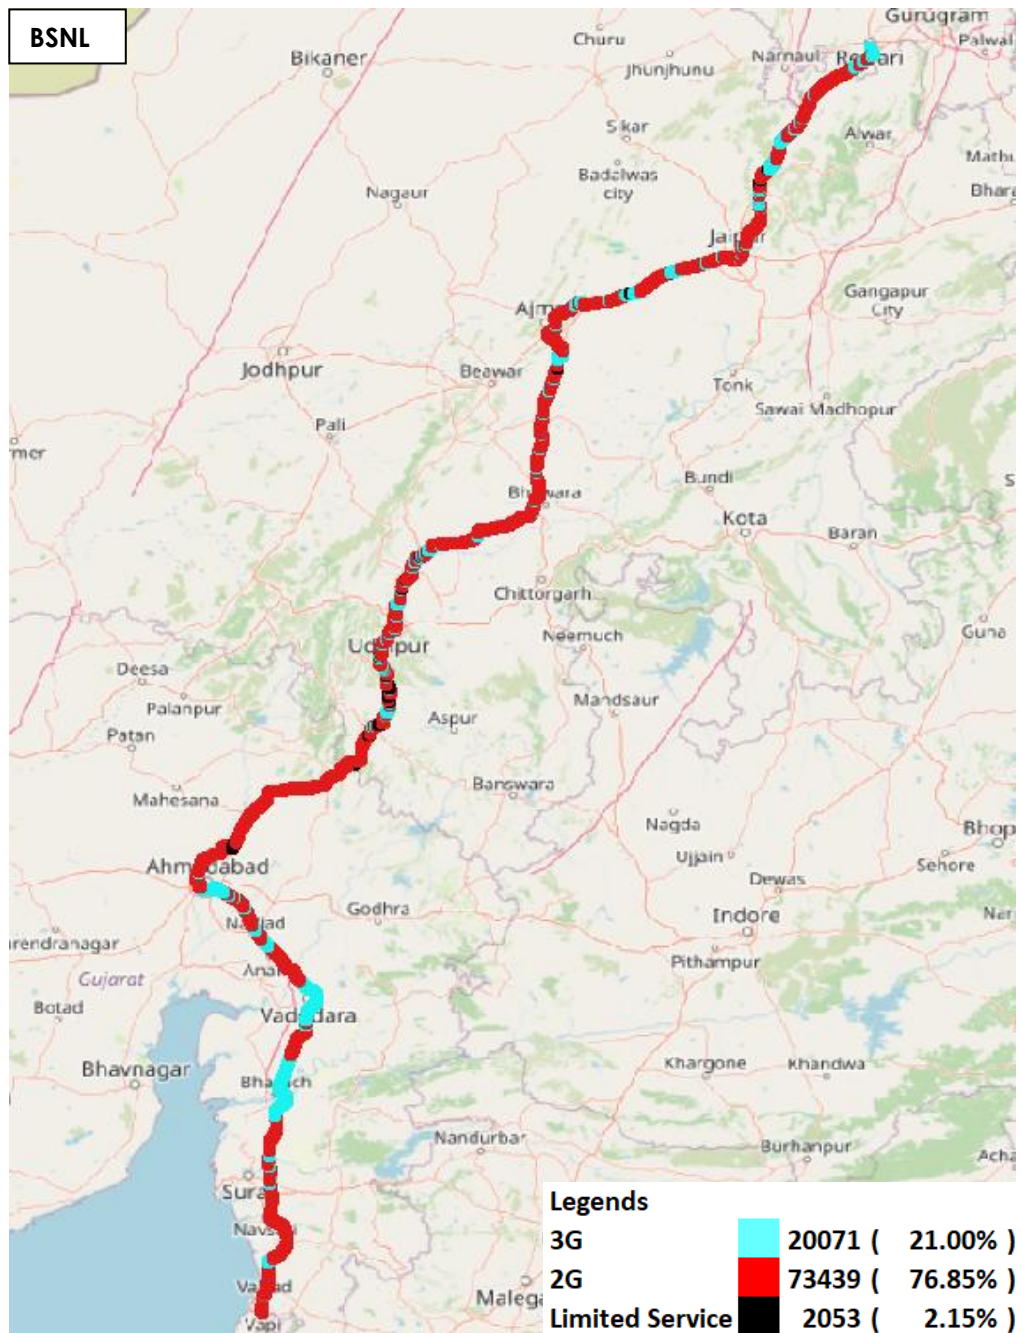 BSNL
Gurugram
Churu
Palwal
Bikaner
Narnaul
Jhunjhunu
Sikar
Alwar
Badalwas
city
Nagaur
Gangapur
City
Jodhpur
Beawar
Tonk
Sawai Madhopur
Pali
Bundi
Kota
Baran
Chittorgarh
Neemuch
Guna
Deesa
Mandsaur
Palanpur
Aspur
Patan
Banswara
Mahesana
Nagda
Ujjain
Sehore
Dewas
Godhra
Indore
Gujarat
Pithampur
Botad
Khargone
Khandwa
Bhavnagar
Nandurbar
Burhanpur
Vapi
Legends
3G 20071 ( 21.00% )
2G 73439 ( 76.85% )
Limited Service 2053 ( 2.15% )